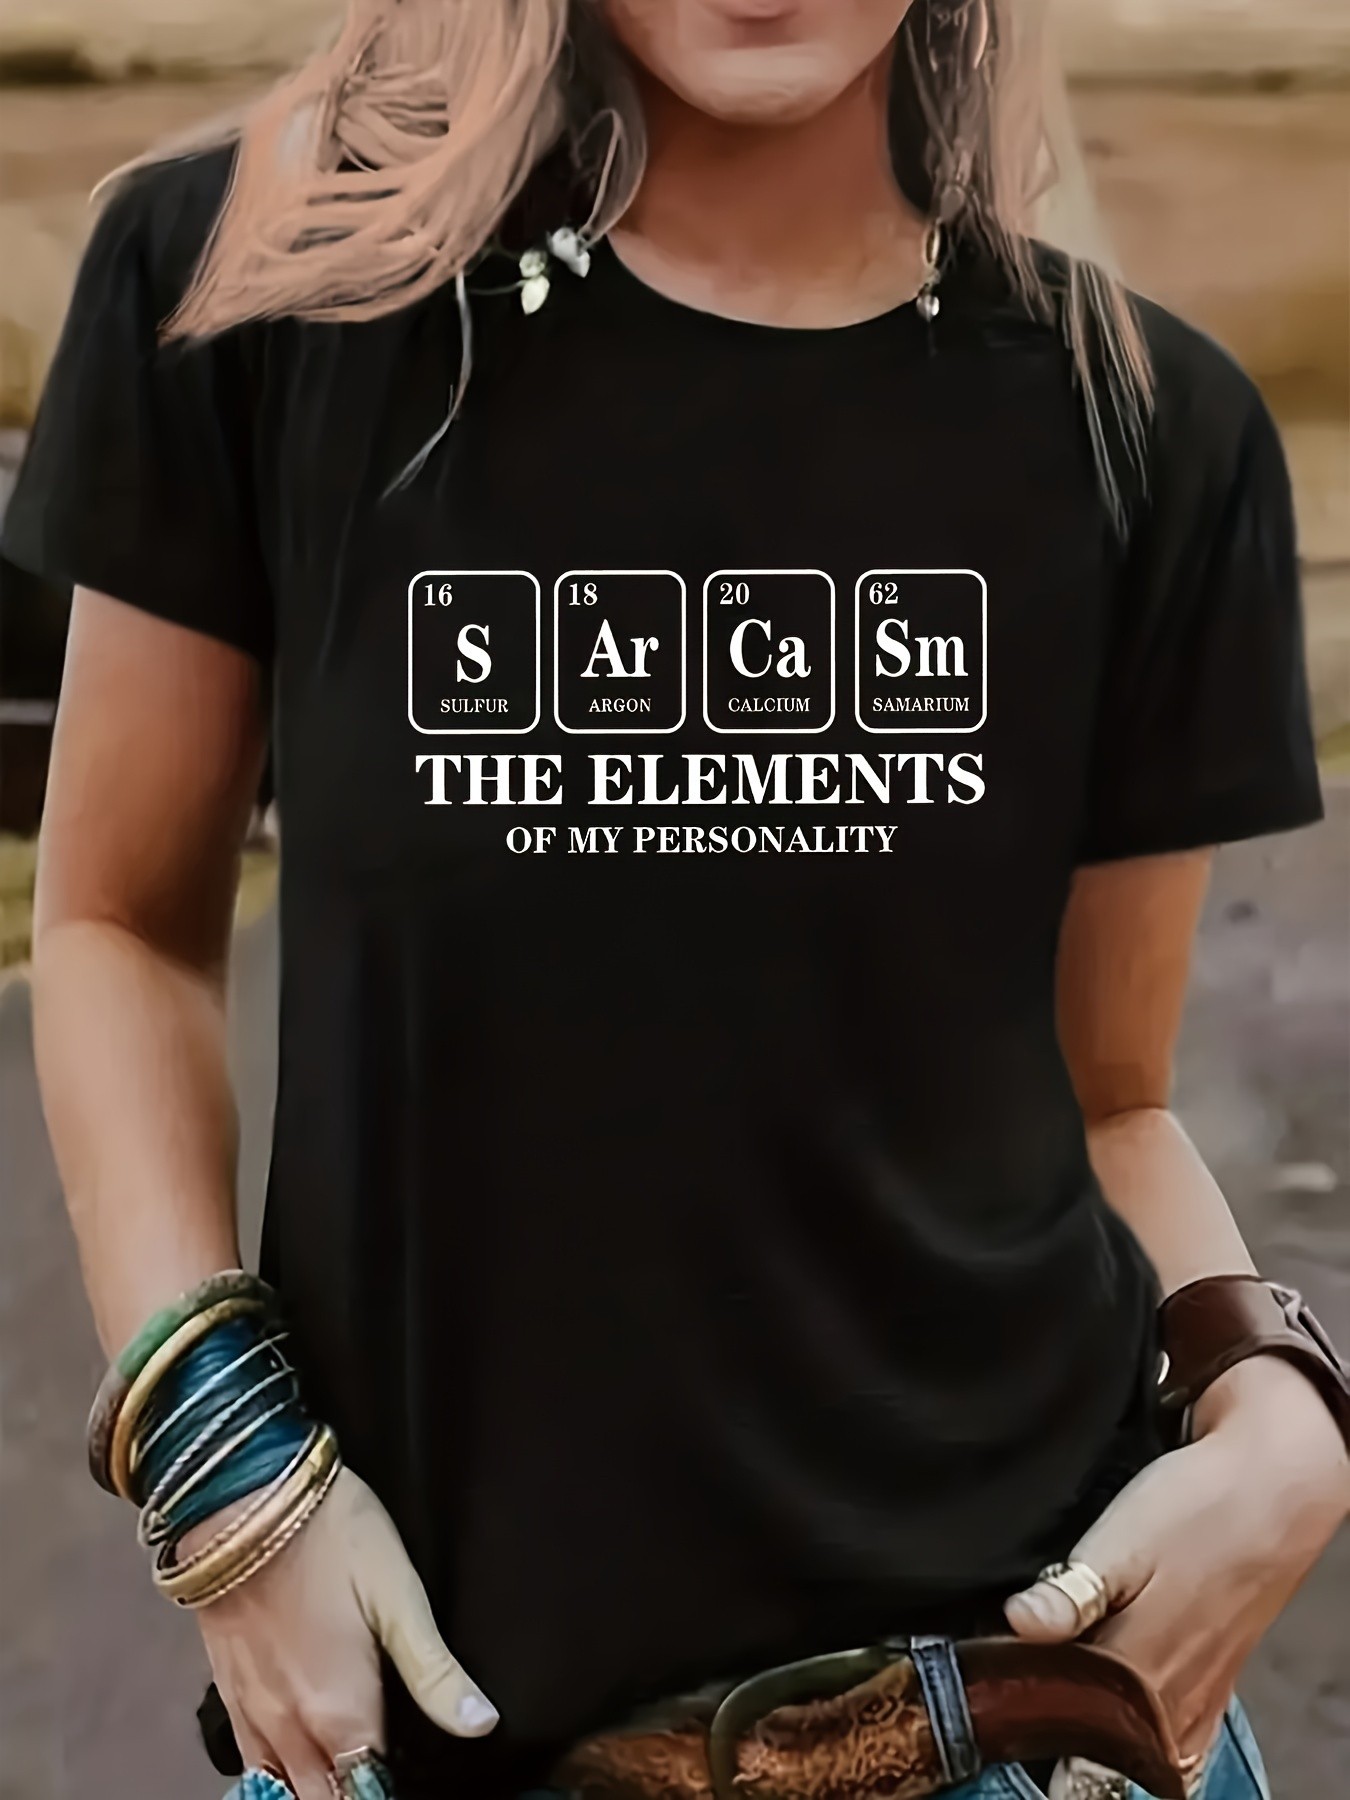 16 18 20 62
S Ar Ca Sm
SULFUR ARGON CALCIUM SAMARIUM
THE ELEMENTS
OF MY PERSONALITY